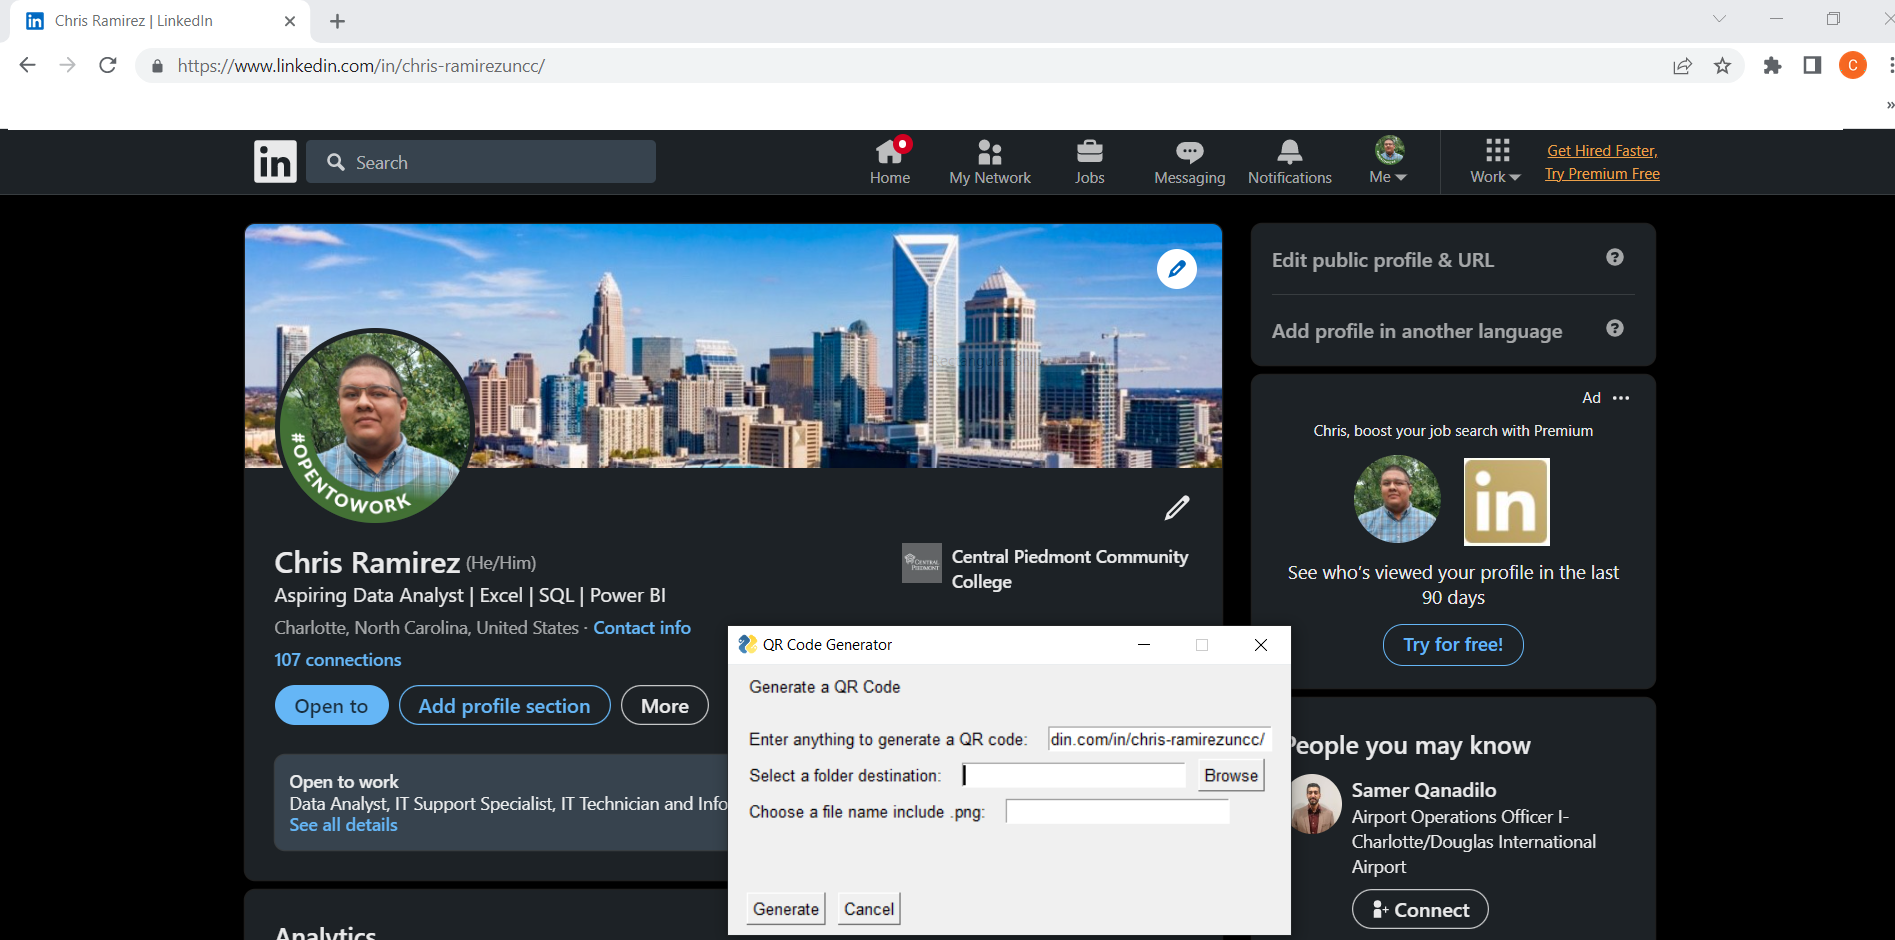 Chris Ramirez | LinkedIn
https://www.linkedin.com/in/chris-ramirezuncc/
C
»
in
Search
Home
My Network
Jobs
Messaging
Notifications
Me
Work
Get Hired Faster,
Try Premium Free
#OPENTOWORK
Chris Ramirez (He/Him)
Aspiring Data Analyst | Excel | SQL | Power BI
Charlotte, North Carolina, United States · Contact info
107 connections
Open to
Add profile section
More
CENTRAL PIEDMONT
Central Piedmont Community
College
Open to work
Data Analyst, IT Support Specialist, IT Technician and Info
See all details
Analytics
Edit public profile & URL
Add profile in another language
Ad
Chris, boost your job search with Premium
in
See who's viewed your profile in the last
90 days
Try for free!
People you may know
Samer Qanadilo
Airport Operations Officer I-
Charlotte/Douglas International
Airport
Connect
QR Code Generator
Generate a QR Code
Enter anything to generate a QR code: din.com/in/chris-ramirezuncc/
Select a folder destination:
Browse
Choose a file name include .png:
Generate
Cancel